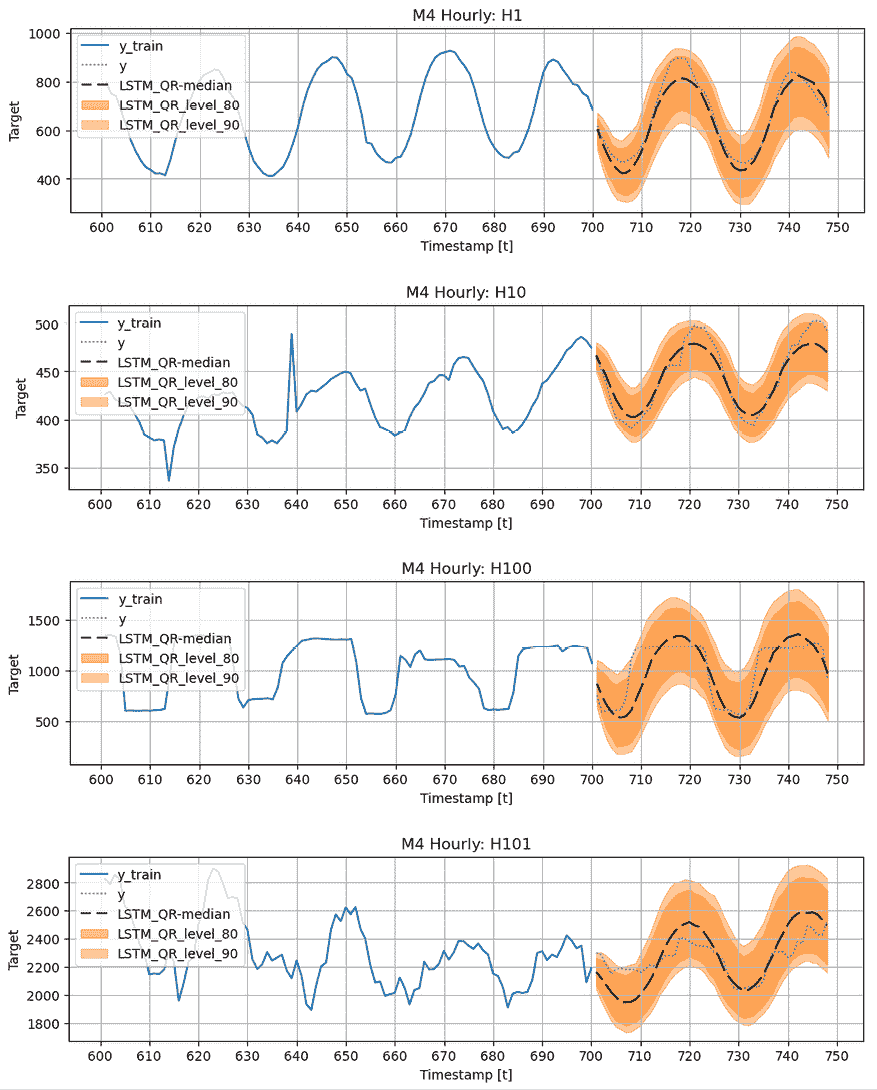 M4 Hourly: H1
1000
800
600
400
Target
y_train
y
LSTM_QR-median
LSTM_QR_level_80
LSTM_QR_level_90
600 610 620 630 640 650 660 670 680 690 700 710 720 730 740 750
Timestamp [t]
M4 Hourly: H10
500
450
400
350
Target
y_train
y
LSTM_QR-median
LSTM_QR_level_80
LSTM_QR_level_90
600 610 620 630 640 650 660 670 680 690 700 710 720 730 740 750
Timestamp [t]
M4 Hourly: H100
1500
1000
500
Target
y_train
y
LSTM_QR-median
LSTM_QR_level_80
LSTM_QR_level_90
600 610 620 630 640 650 660 670 680 690 700 710 720 730 740 750
Timestamp [t]
M4 Hourly: H101
2800
2600
2400
2200
2000
1800
Target
y_train
y
LSTM_QR-median
LSTM_QR_level_80
LSTM_QR_level_90
600 610 620 630 640 650 660 670 680 690 700 710 720 730 740 750
Timestamp [t]